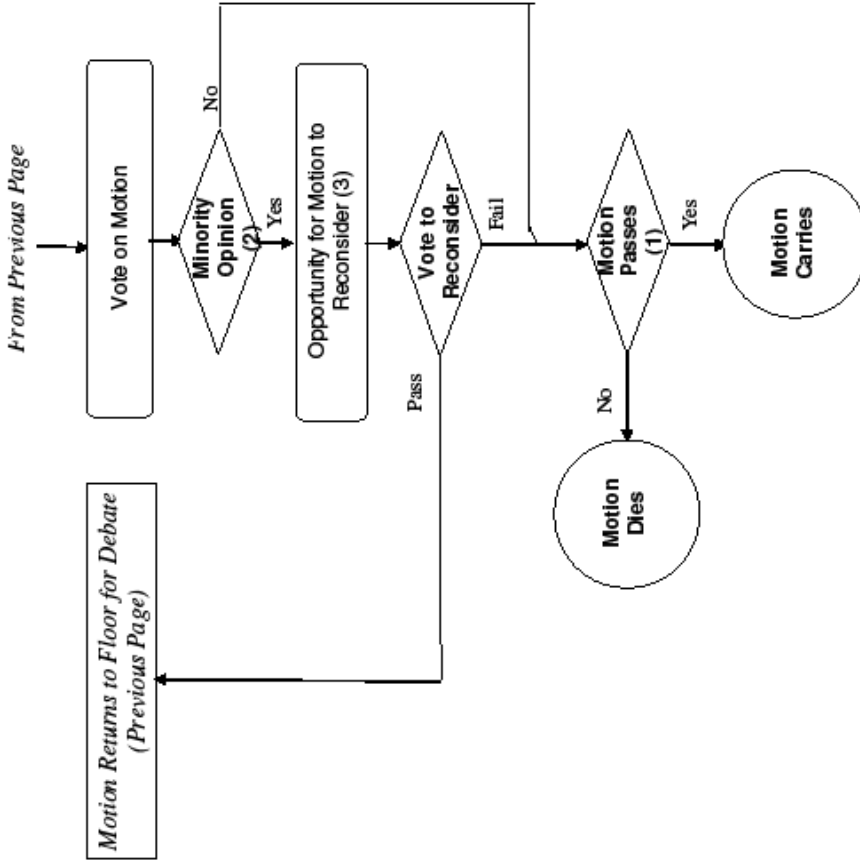 From Previous Page
Vote on Motion
Minority
Opinion
(2)
No
Yes
Opportunity for Motion to
Reconsider (3)
Vote to
Reconsider
Pass
Fail
Motion Returns to Floor for Debate
(Previous Page)
Motion
Passes
(1)
No
Yes
Motion
Dies
Motion
Carries